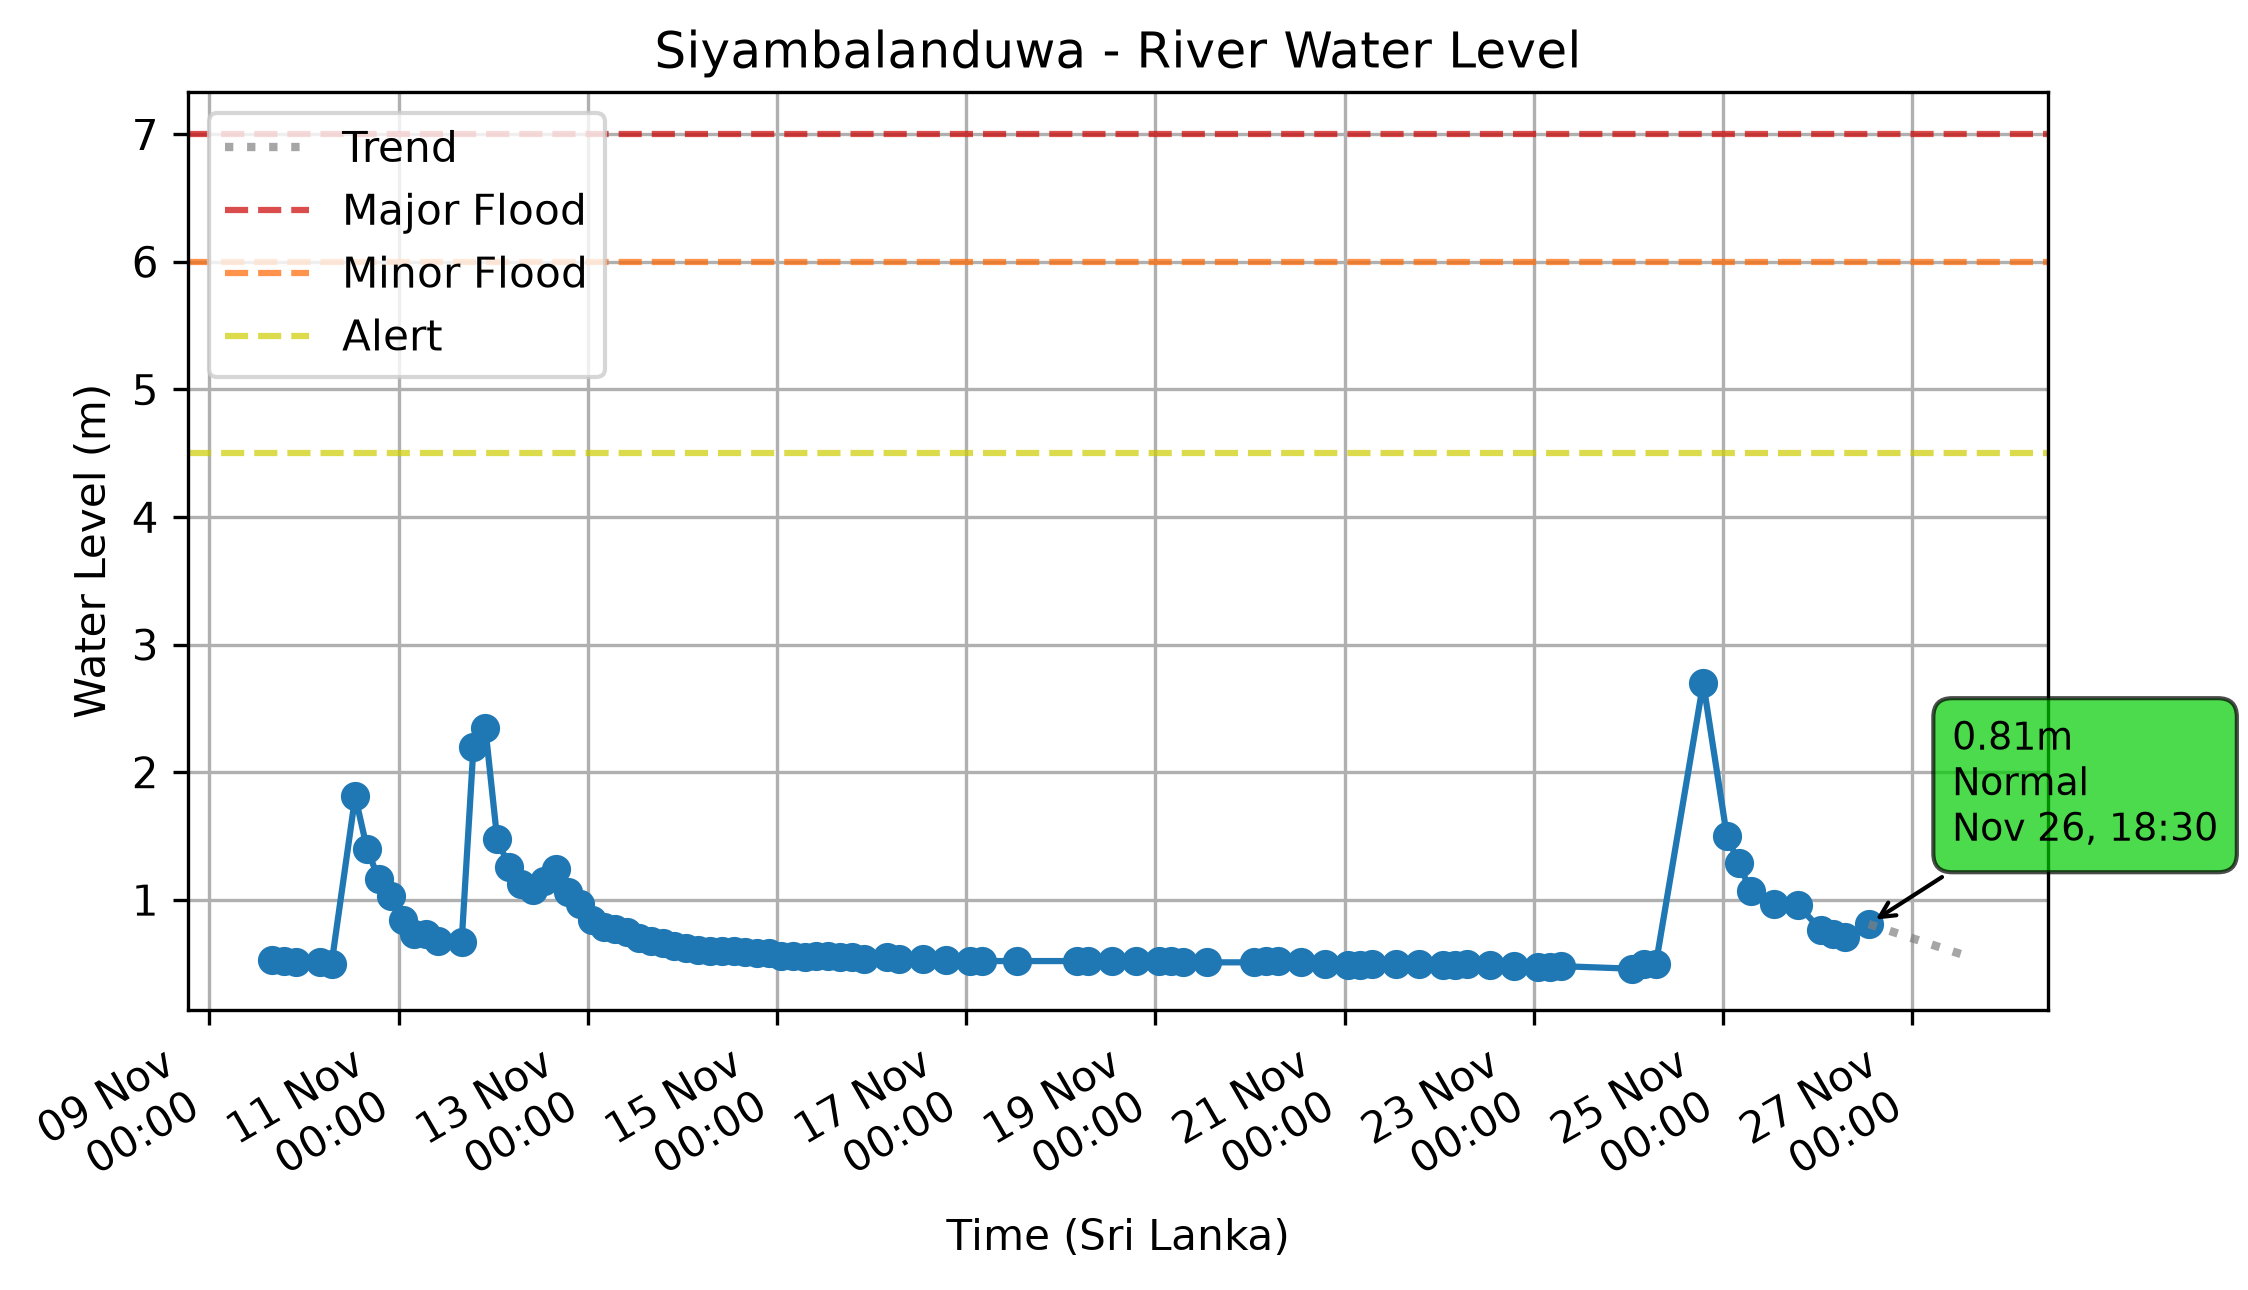 Siyambalanduwa - River Water Level
7
6
5
4
3
2
1
Water Level (m)
Trend
Major Flood
Minor Flood
Alert
0.81m
Normal
Nov 26, 18:30
09 Nov
00:00
11 Nov
00:00
13 Nov
00:00
15 Nov
00:00
17 Nov
00:00
19 Nov
00:00
21 Nov
00:00
23 Nov
00:00
25 Nov
00:00
27 Nov
00:00
Time (Sri Lanka)